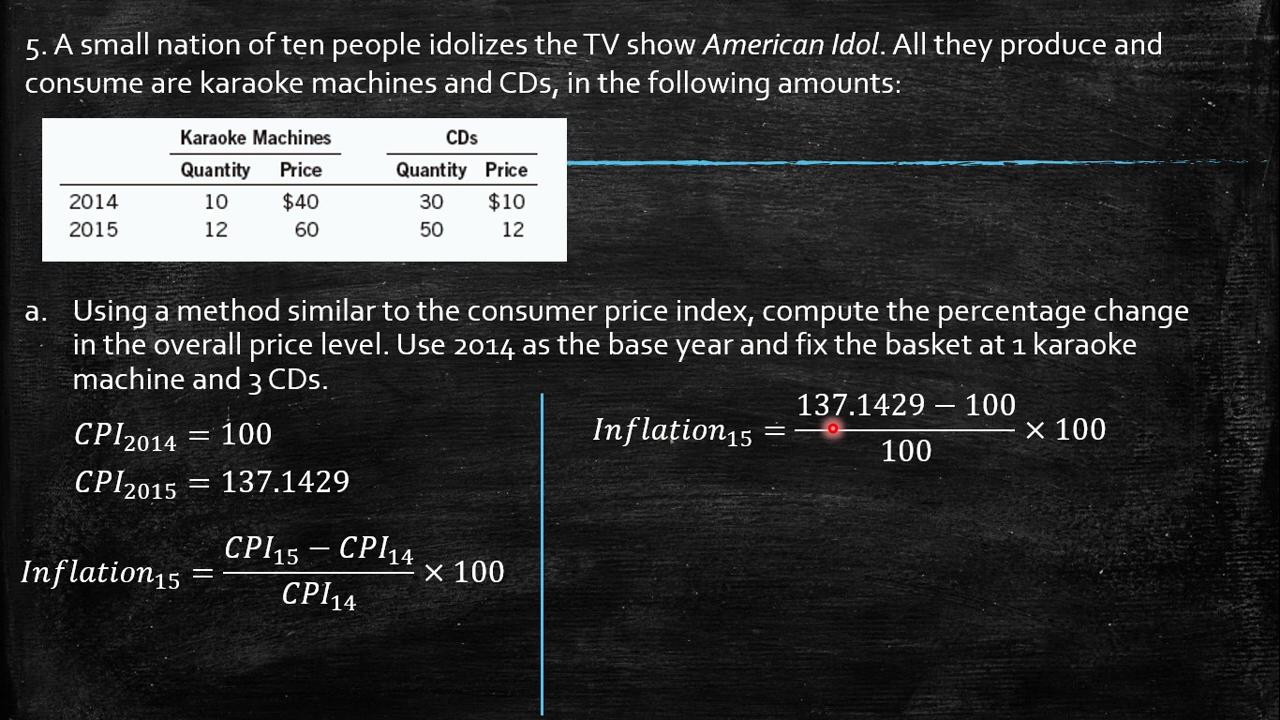 5. A small nation of ten people idolizes the TV show American Idol. All they produce and
consume are karaoke machines and CDs, in the following amounts:
Karaoke Machines CDs
Quantity Price Quantity Price
2014 10 $40 30 $10
2015 12 60 50 12
a. Using a method similar to the consumer price index, compute the percentage change
in the overall price level. Use 2014 as the base year and fix the basket at 1 karaoke
machine and 3 CDs.
CPI₂₀₁₄ = 100
CPI₂₀₁₅ = 137.1429
Inflation₁₅ = (CPI₁₅ − CPI₁₄) / CPI₁₄ × 100
Inflation₁₅ = (137.1429 − 100) / 100 × 100